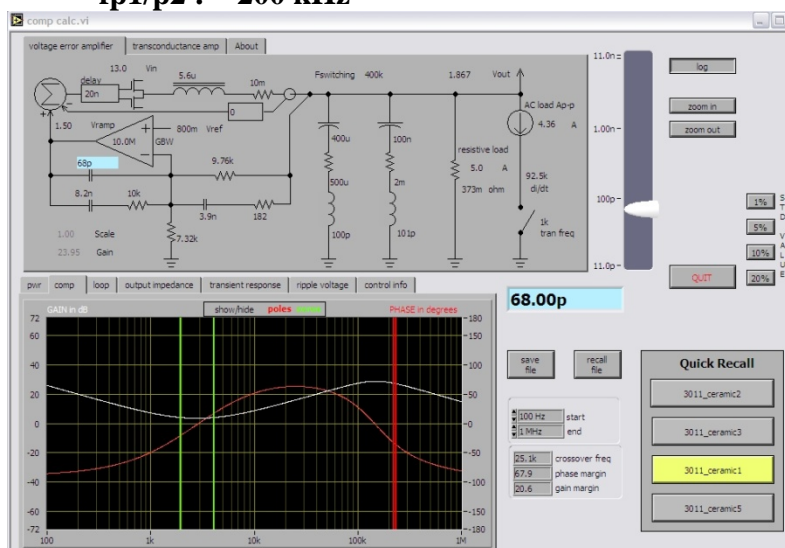 fp1/p2 : ~ 200 kHz
comp calc.vi
voltage error amplifier transconductance amp About
13.0 Vin
5.6u
delay
20n
10m
Fswitching 400k
1.867 Vout
0
1.50 Vramp
10.0M GBW
800m Vref
AC load Ap-p
4.36 A
400u
100n
resistive load
5.0 A
373m ohm
92.5k
di/dt
68p
9.76k
8.2n 10k
3.9n 182
500u
2m
1k
tran freq
1.00 Scale
23.95 Gain
7.32k
100p
101p
11.0n
1.00n
100p
11.0p
log
zoom in
zoom out
1%
5%
10%
20%
STD VALUE
QUIT
pwr comp loop output impedance transient response ripple voltage control info
68.00p
GAIN in dB
show/hide poles
PHASE in degrees
72
60
40
20
0
-20
-40
-60
-72
180
150
100
50
0
-50
-100
-150
-180
100 1k 10k 100k 1M
save file
recall file
100 Hz start
1 MHz end
25.1k crossover freq
67.9 phase margin
20.6 gain margin
Quick Recall
3011_ceramic2
3011_ceramic3
3011_ceramic1
3011_ceramic5